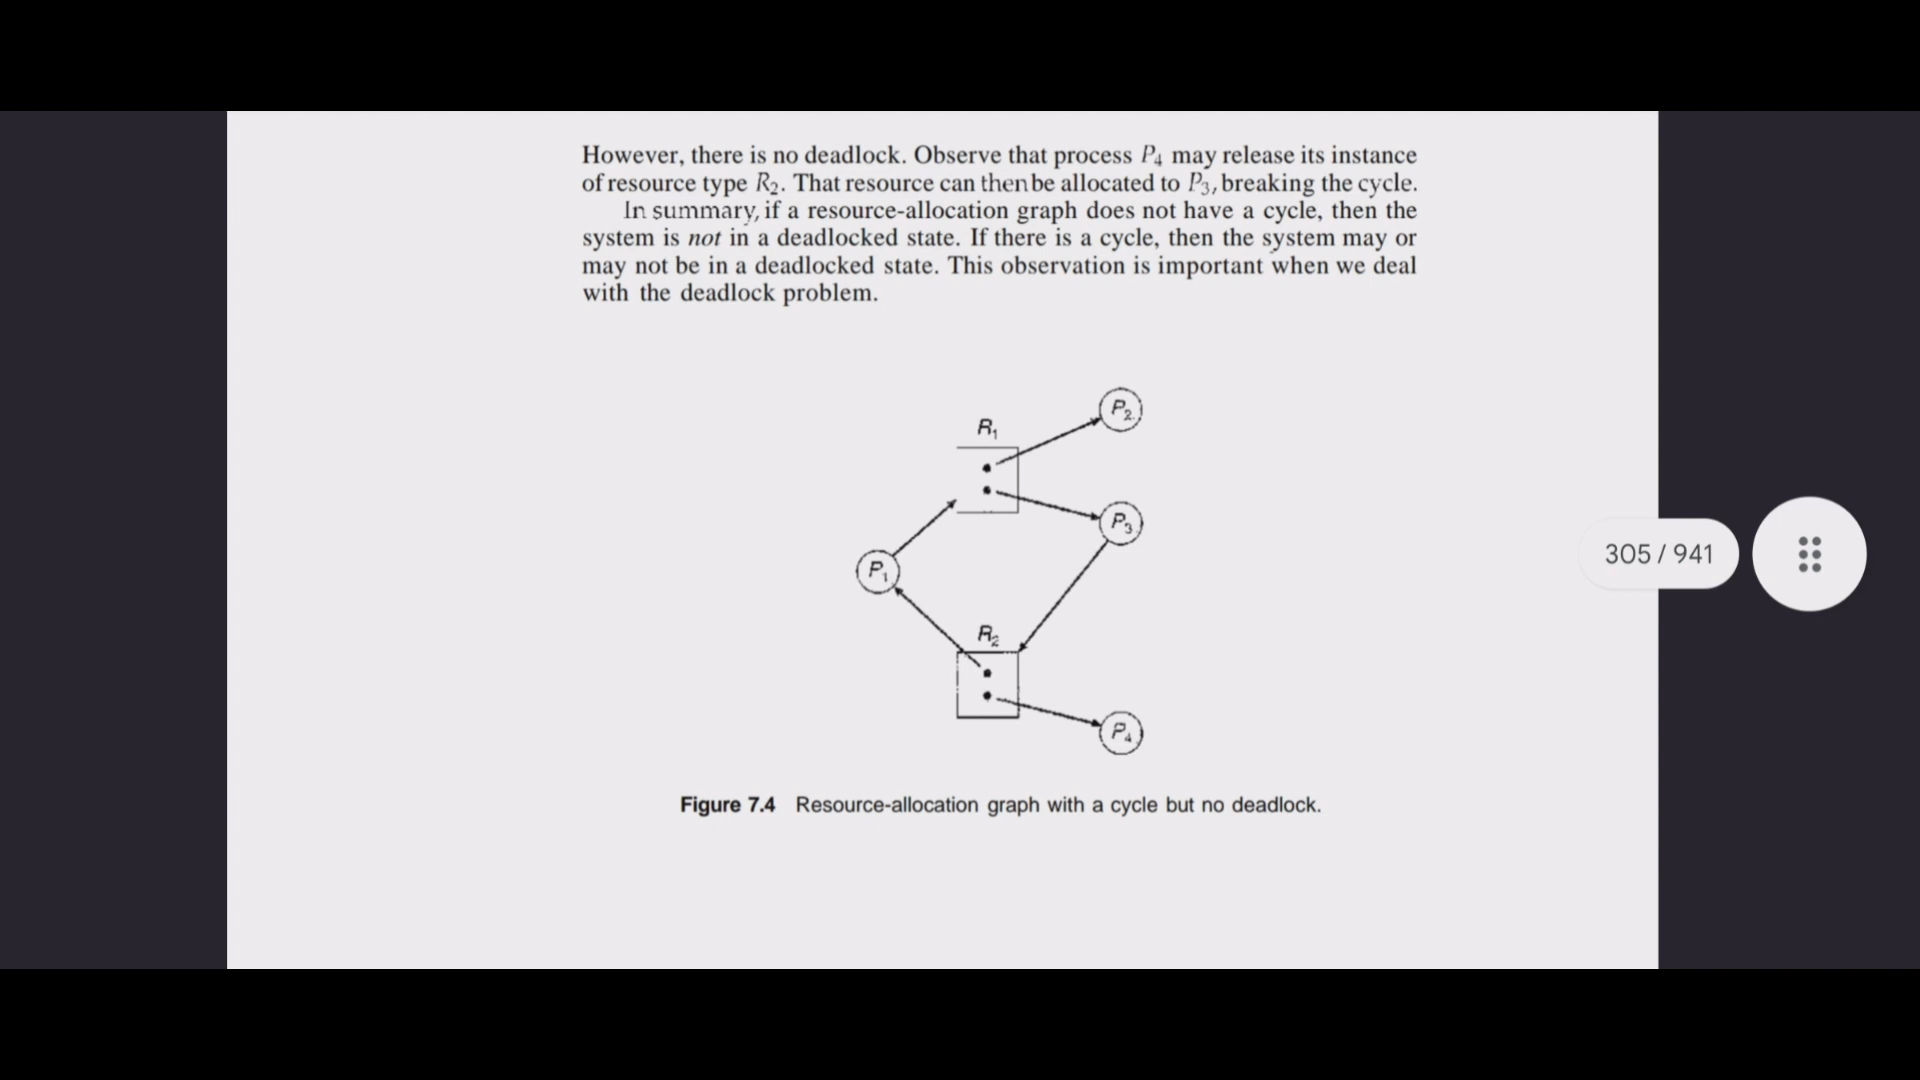 However, there is no deadlock. Observe that process P4 may release its instance
of resource type R2. That resource can then be allocated to P3, breaking the cycle.
In summary, if a resource-allocation graph does not have a cycle, then the
system is not in a deadlocked state. If there is a cycle, then the system may or
may not be in a deadlocked state. This observation is important when we deal
with the deadlock problem.
P2
R1
P3
305 / 941
P1
R2
P4
Figure 7.4 Resource-allocation graph with a cycle but no deadlock.